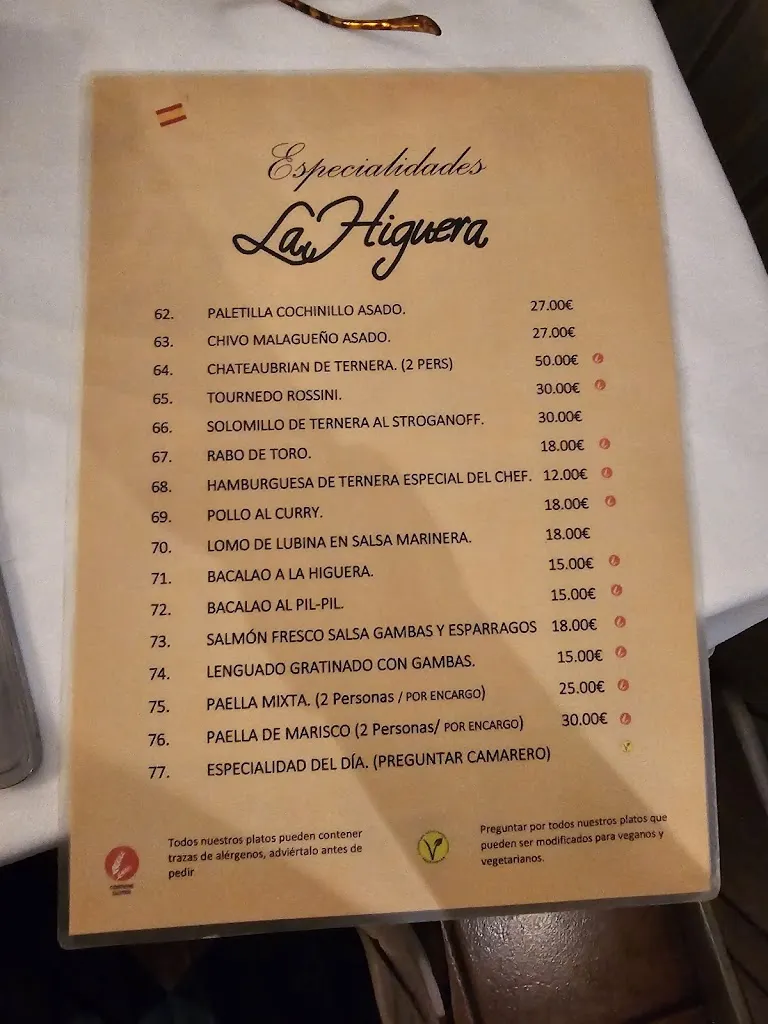 Especialidades
La Higuera
62. PALETILLA COCHINILLO ASADO. 27.00€
63. CHIVO MALAGUEÑO ASADO. 27.00€
64. CHATEAUBRIAN DE TERNERA. (2 PERS) 50.00€
65. TOURNEDO ROSSINI. 30.00€
66. SOLOMILLO DE TERNERA AL STROGANOFF. 30.00€
67. RABO DE TORO. 18.00€
68. HAMBURGUESA DE TERNERA ESPECIAL DEL CHEF. 12.00€
69. POLLO AL CURRY. 18.00€
70. LOMO DE LUBINA EN SALSA MARINERA. 18.00€
71. BACALAO A LA HIGUERA. 15.00€
72. BACALAO AL PIL-PIL. 15.00€
73. SALMÓN FRESCO SALSA GAMBAS Y ESPARRAGOS 18.00€
74. LENGUADO GRATINADO CON GAMBAS. 15.00€
75. PAELLA MIXTA. (2 Personas / POR ENCARGO) 25.00€
76. PAELLA DE MARISCO (2 Personas/ POR ENCARGO) 30.00€
77. ESPECIALIDAD DEL DÍA. (PREGUNTAR CAMARERO)
Todos nuestros platos pueden contener
trazas de alérgenos, adviértalo antes de
pedir
Preguntar por todos nuestros platos que
pueden ser modificados para veganos y
vegetarianos.